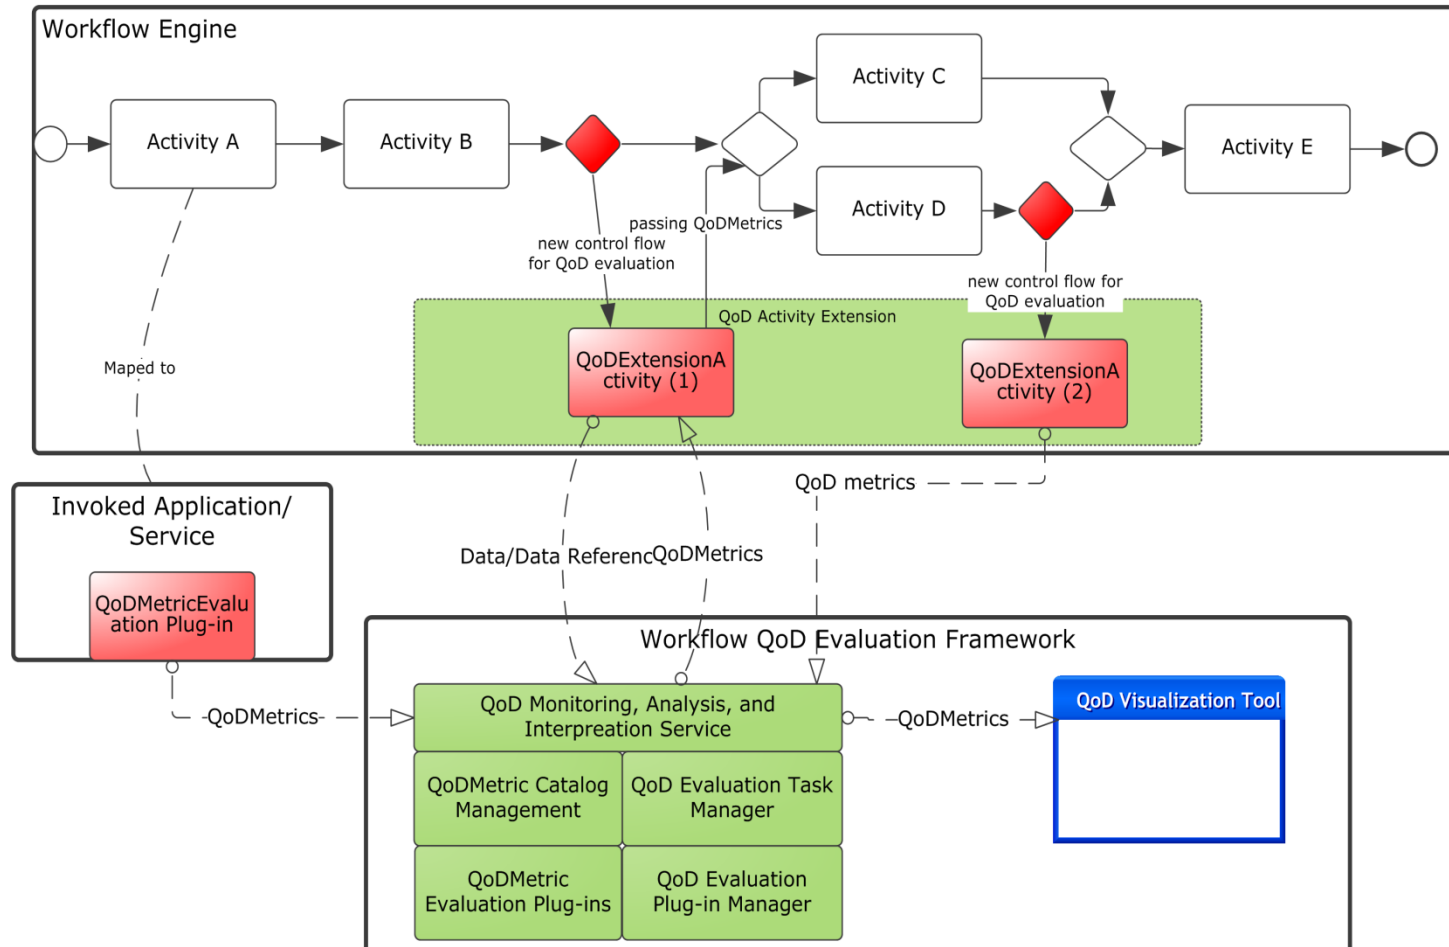 Workflow Engine
Activity C
Activity A
Activity B
Activity E
Activity D
passing QoDMetrics
new control flow
for QoD evaluation
new control flow for
QoD evaluation
QoD Activity Extension
QoDExtensionA
ctivity (1)
QoDExtensionA
ctivity (2)
Maped to
QoD metrics
Invoked Application/
Service
Data/Data Referenc
QoDMetrics
QoDMetricEvalu
ation Plug-in
Workflow QoD Evaluation Framework
QoDMetrics
QoD Monitoring, Analysis, and
Interpreation Service
QoDMetrics
QoD Visualization Tool
QoDMetric Catalog
Management
QoD Evaluation Task
Manager
QoDMetric
Evaluation Plug-ins
QoD Evaluation
Plug-in Manager